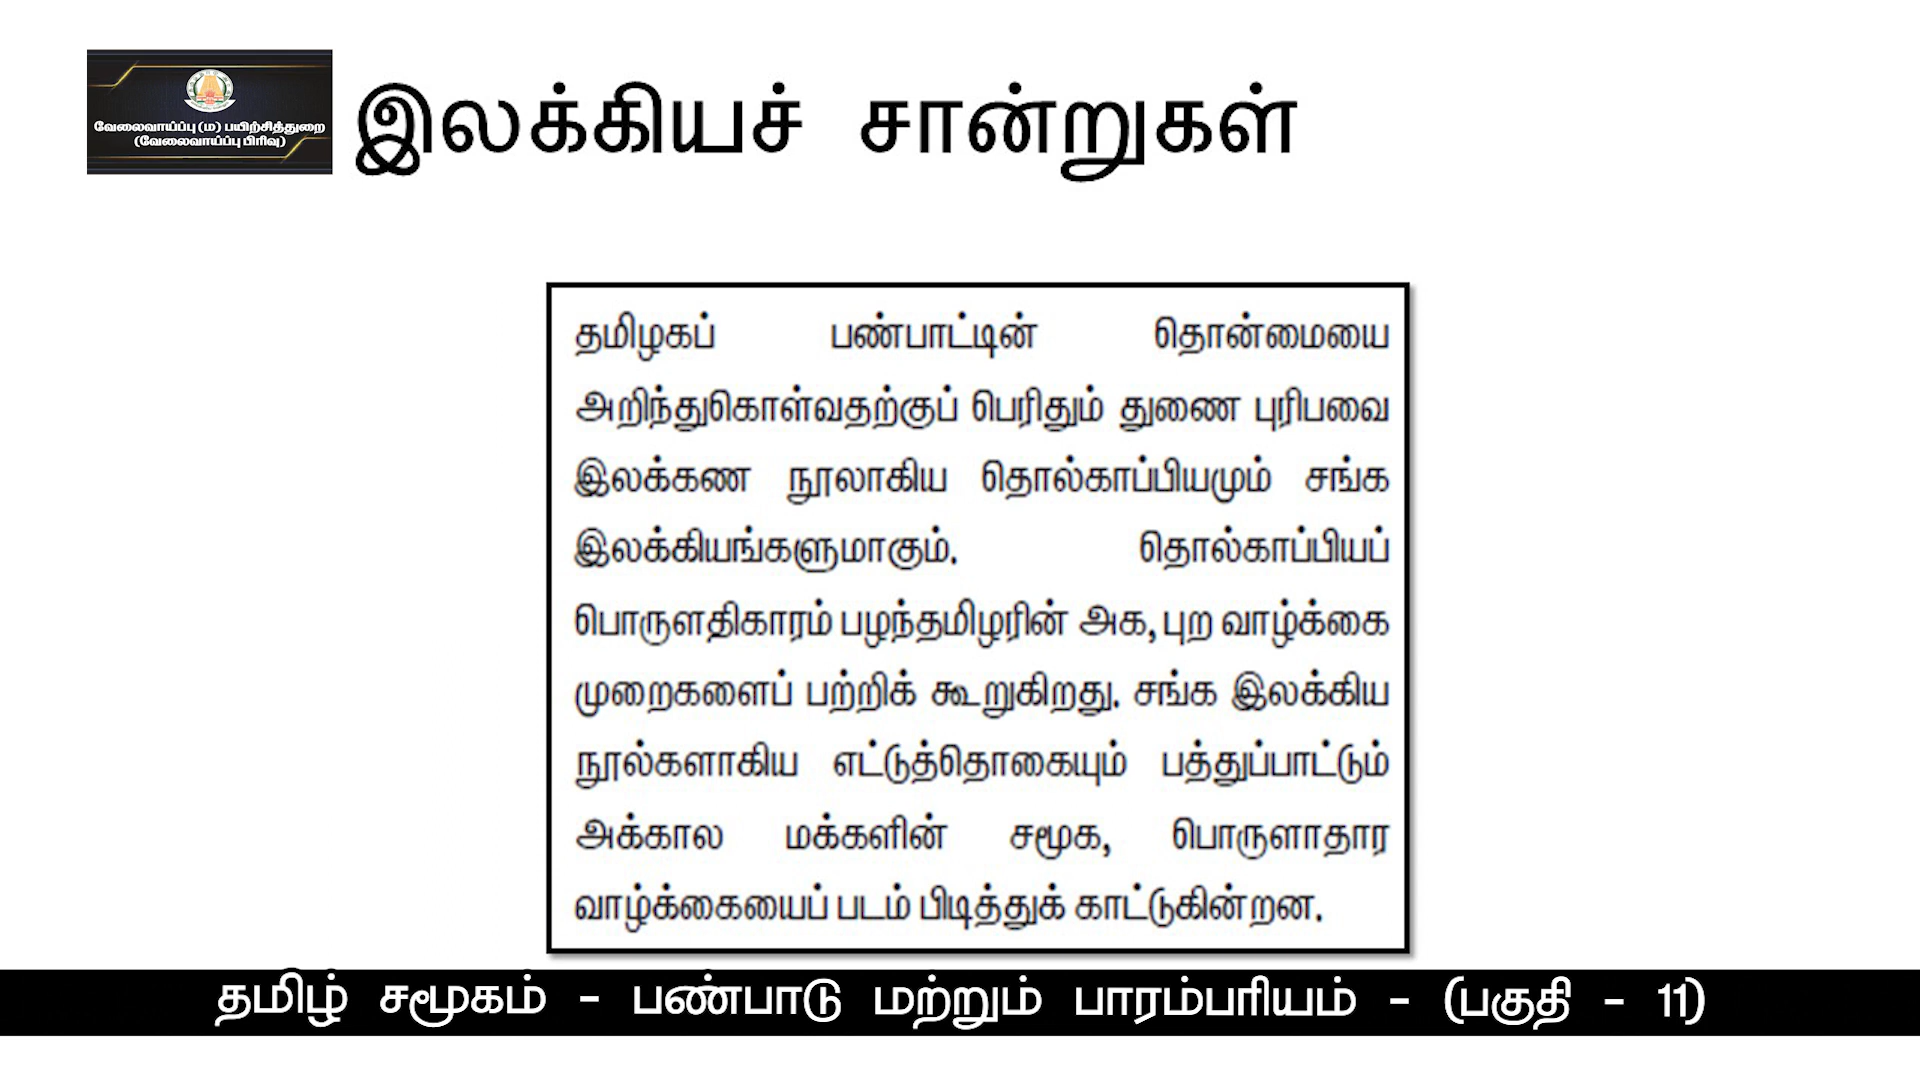 வேலைவாய்ப்பு (ம) பயிற்சித்துறை
(வேலைவாய்ப்பு பிரிவு)
இலக்கியச் சான்றுகள்
தமிழகப் பண்பாட்டின் தொன்மையை
அறிந்துகொள்வதற்குப் பெரிதும் துணை புரிபவை
இலக்கண நூலாகிய தொல்காப்பியமும் சங்க
இலக்கியங்களுமாகும். தொல்காப்பியப்
பொருளதிகாரம் பழந்தமிழரின் அக, புற வாழ்க்கை
முறைகளைப் பற்றிக் கூறுகிறது. சங்க இலக்கிய
நூல்களாகிய எட்டுத்தொகையும் பத்துப்பாட்டும்
அக்கால மக்களின் சமூக, பொருளாதார
வாழ்க்கையைப் படம் பிடித்துக் காட்டுகின்றன.
தமிழ் சமூகம் - பண்பாடு மற்றும் பாரம்பரியம் - (பகுதி - 11)